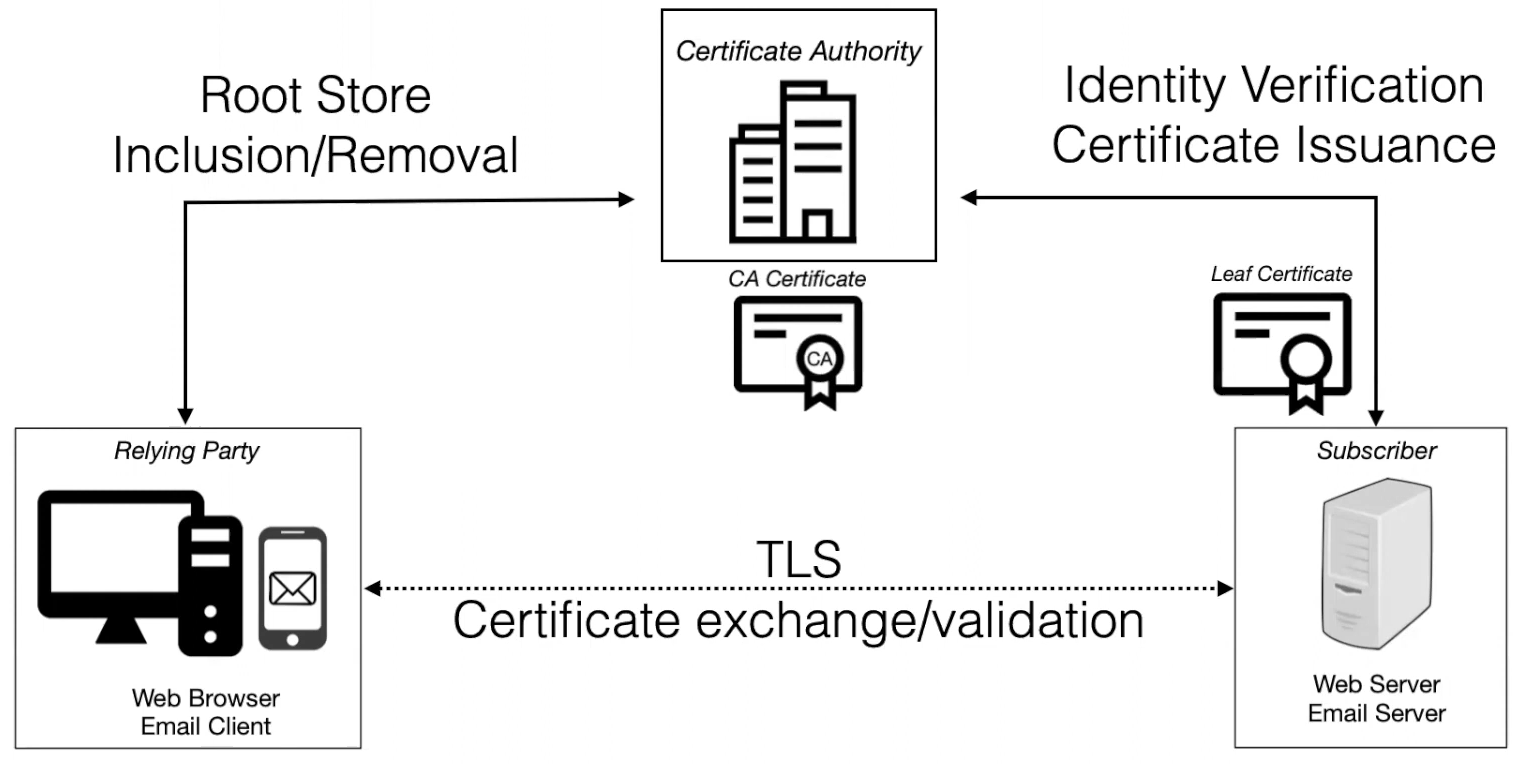 Certificate Authority
Root Store
Inclusion/Removal
Identity Verification
Certificate Issuance
CA Certificate
CA
Leaf Certificate
Relying Party
Web Browser
Email Client
TLS
Certificate exchange/validation
Subscriber
Web Server
Email Server